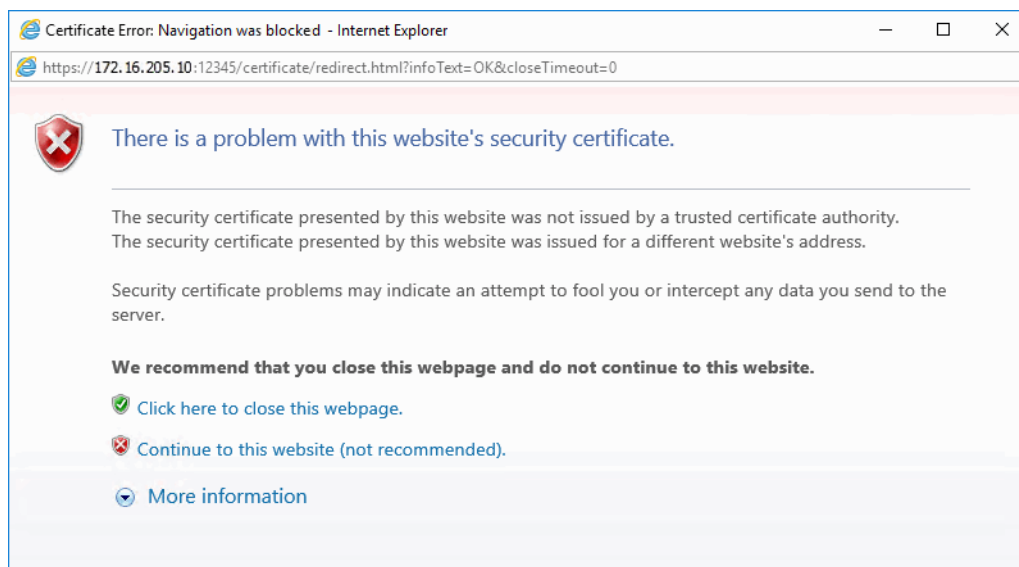 Certificate Error: Navigation was blocked - Internet Explorer
https://172.16.205.10:12345/certificate/redirect.html?infoText=OK&closeTimeout=0
There is a problem with this website's security certificate.
The security certificate presented by this website was not issued by a trusted certificate authority.
The security certificate presented by this website was issued for a different website's address.
Security certificate problems may indicate an attempt to fool you or intercept any data you send to the
server.
We recommend that you close this webpage and do not continue to this website.
Click here to close this webpage.
Continue to this website (not recommended).
More information